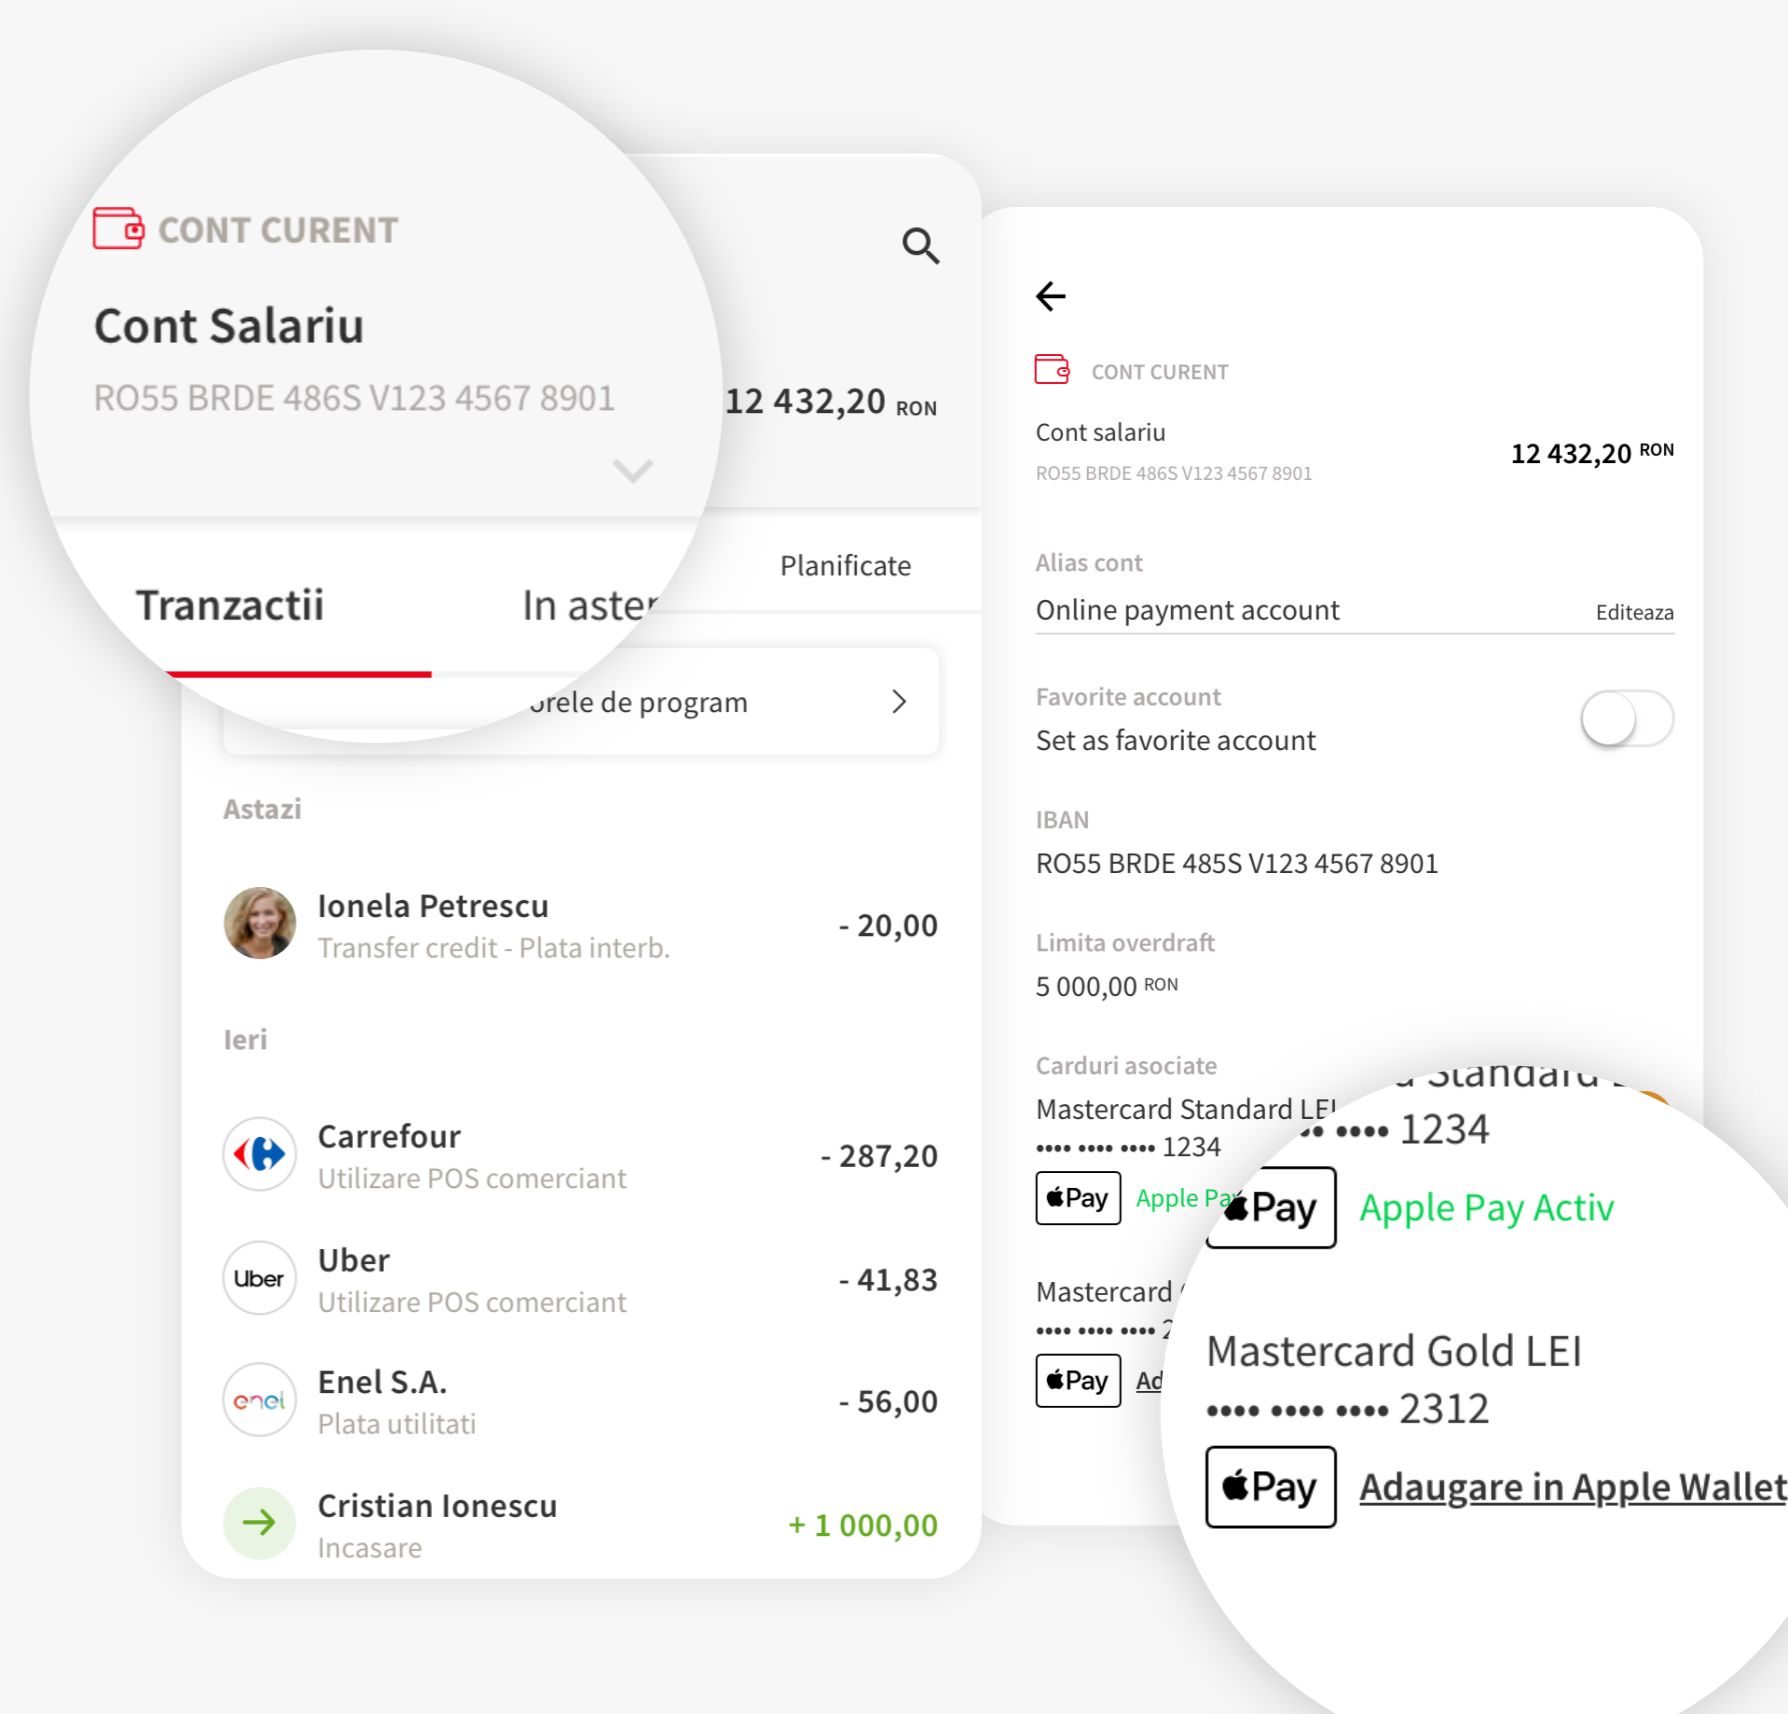 CONT CURENT
Cont Salariu
RO55 BRDE 486S V123 4567 8901
12 432,20 RON
Tranzactii
In
Planificate
de program
Astazi
Ionela Petrescu
Transfer credit - Plata interb.
- 20,00
Ieri
Carrefour
Utilizare POS comerciant
- 287,20
Uber
Uber
Utilizare POS comerciant
- 41,83
enel
Enel S.A.
Plata utilitati
- 56,00
Cristian Ionescu
Incasare
+ 1 000,00
CONT CURENT
Cont salariu
RO55 BRDE 486S V123 4567 8901
12 432,20 RON
Alias cont
Online payment account
Editeaza
Favorite account
Set as favorite account
IBAN
RO55 BRDE 485S V123 4567 8901
Limita overdraft
5 000,00 RON
Carduri asociate
Mastercard Standard LEI
•••• •••• •••• 1234
Pay
Apple
Mastercard
•••• •••• ••••
Pay
Standard
•••• 1234
Pay
Apple Pay Activ
Mastercard Gold LEI
•••• •••• •••• 2312
Pay
Adaugare in Apple Wallet